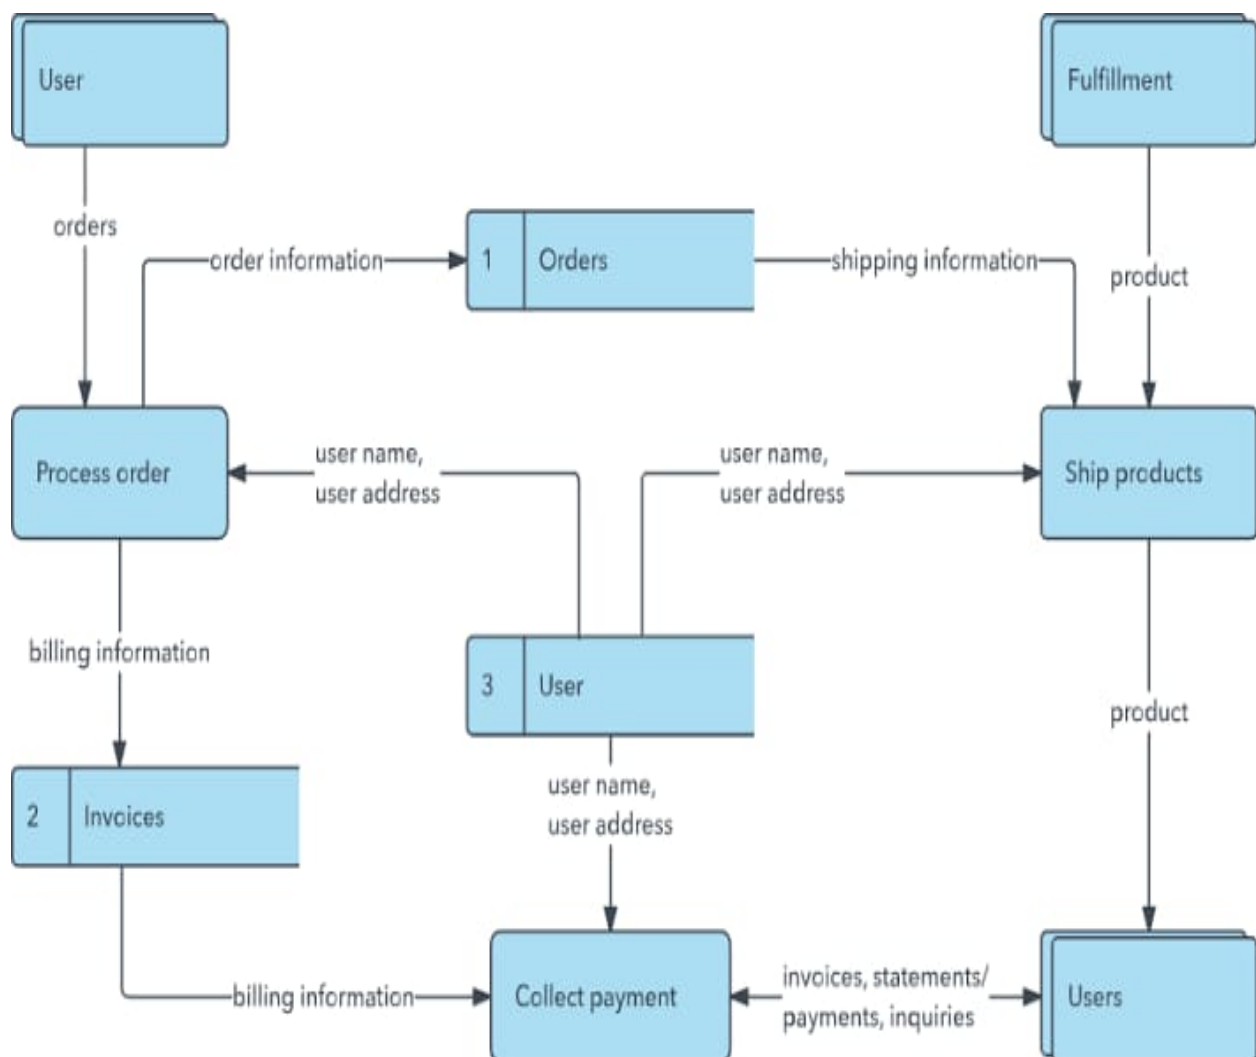 User
Fulfillment
orders
order information
1 Orders
shipping information
product
Process order
user name,
user address
user name,
user address
Ship products
billing information
3 User
product
user name,
user address
2 Invoices
billing information
Collect payment
invoices, statements/
payments, inquiries
Users